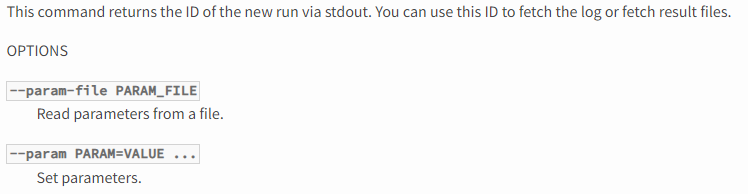 This command returns the ID of the new run via stdout. You can use this ID to fetch the log or fetch result files.
OPTIONS
--param-file PARAM_FILE
Read parameters from a file.
--param PARAM=VALUE ...
Set parameters.